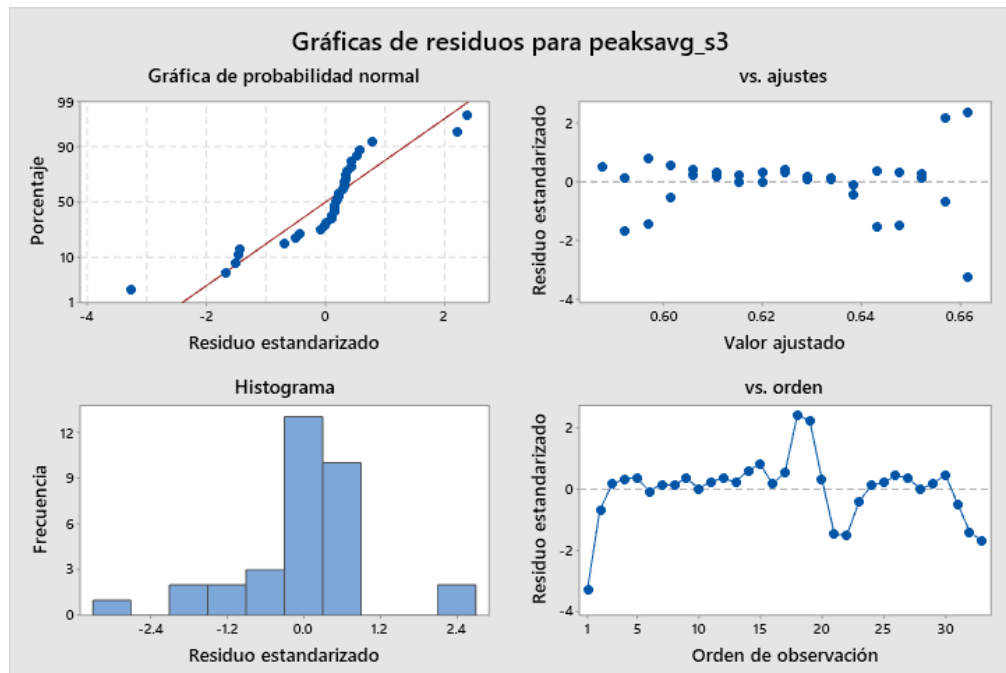 Gráficas de residuos para peaksavg_s3
Gráfica de probabilidad normal
99
90
50
10
1
Porcentaje
-4
-2
0
2
Residuo estandarizado
vs. ajustes
2
0
-2
-4
Residuo estandarizado
0.60
0.62
0.64
0.66
Valor ajustado
Histograma
12
9
6
3
0
Frecuencia
-2.4
-1.2
0.0
1.2
2.4
Residuo estandarizado
vs. orden
2
0
-2
-4
Residuo estandarizado
1
5
10
15
20
25
30
Orden de observación